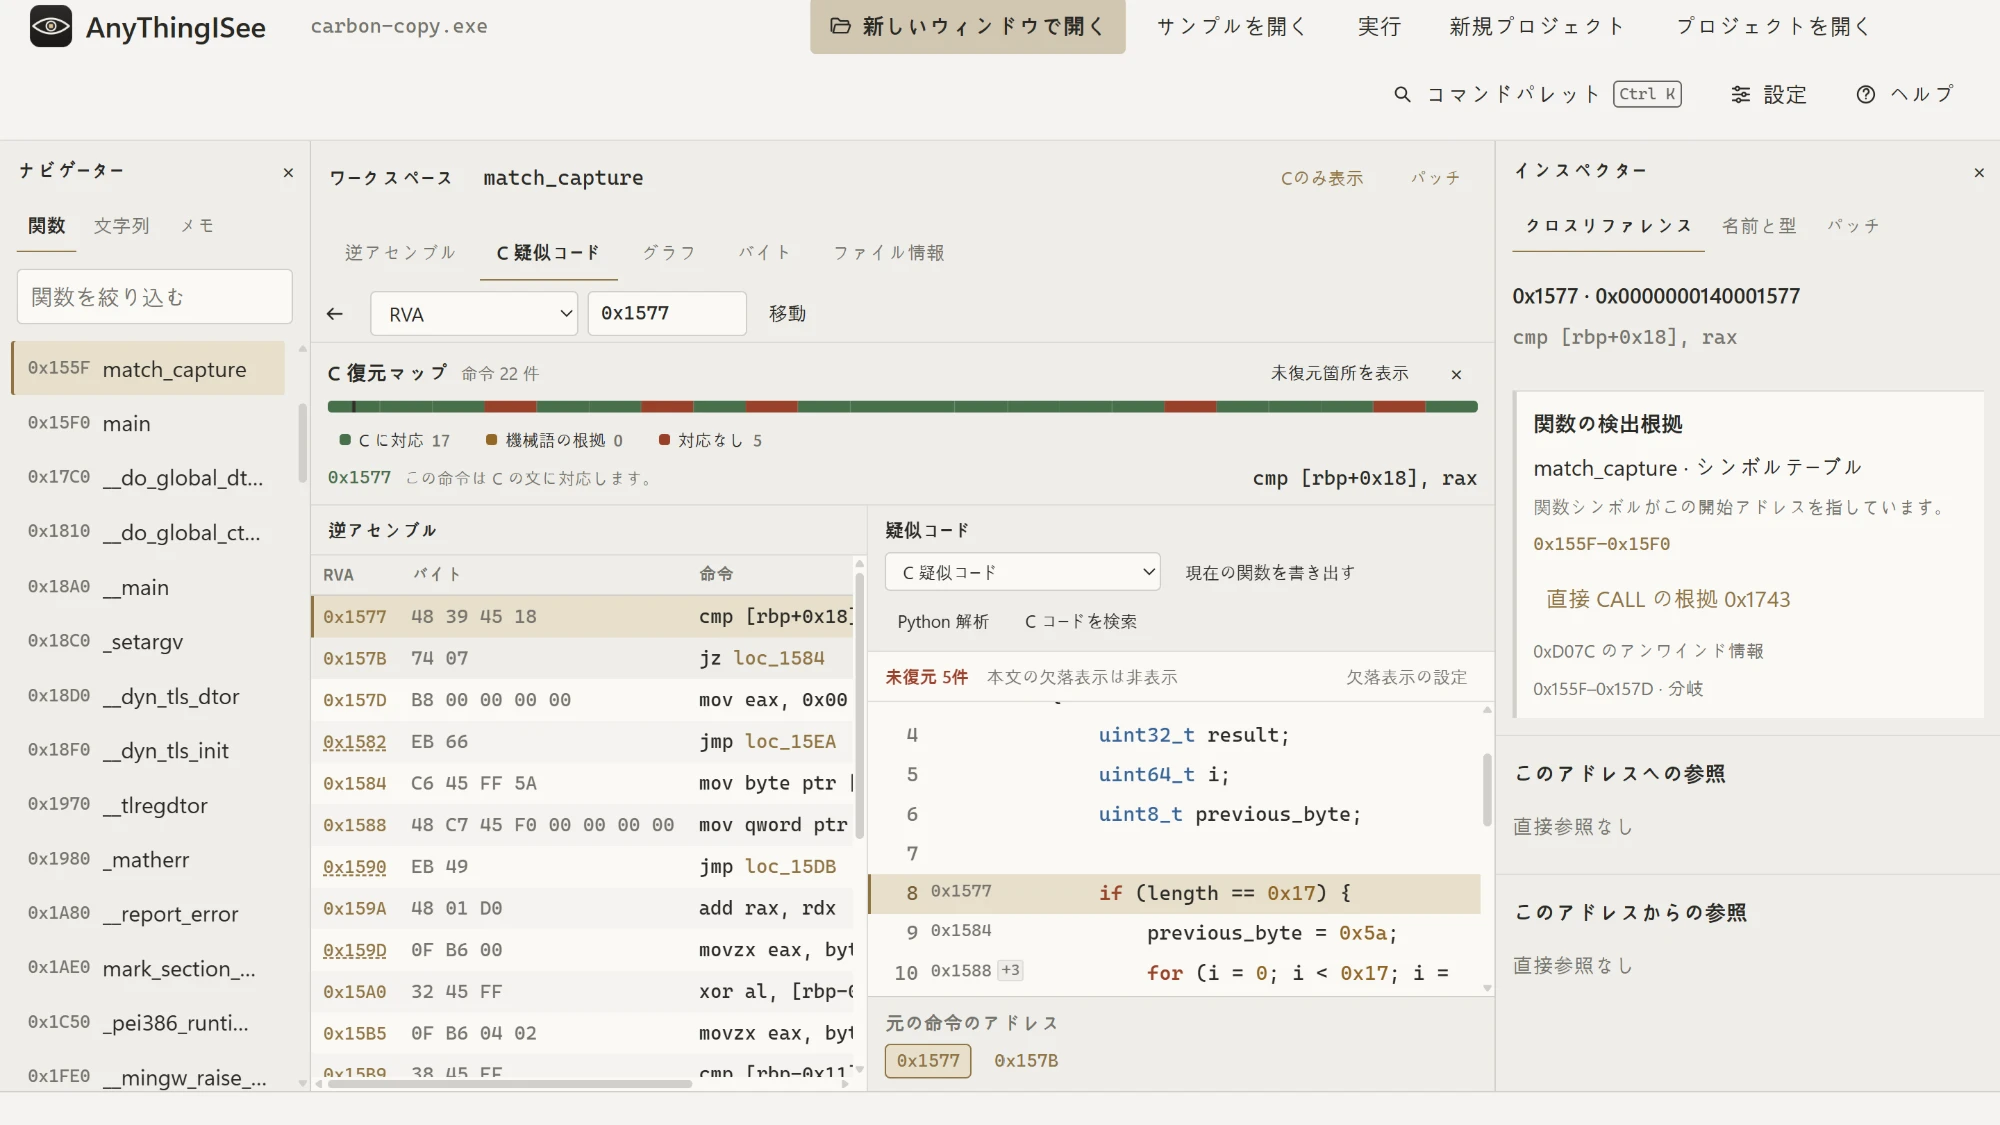 AnyThingISee
carbon-copy.exe
新しいウィンドウで開く
サンプルを開く
実行
新規プロジェクト
プロジェクトを開く
コマンドパレット Ctrl K
設定
ヘルプ
ナビゲーター ×
関数 文字列 メモ
関数を絞り込む
0x155F match_capture
0x15F0 main
0x17C0 __do_global_dt...
0x1810 __do_global_ct...
0x18A0 __main
0x18C0 _setargv
0x18D0 __dyn_tls_dtor
0x18F0 __dyn_tls_init
0x1970 __tlregdtor
0x1980 _matherr
0x1A80 __report_error
0x1AE0 mark_section_...
0x1C50 _pei386_runti...
0x1FE0 __mingw_raise_...
ワークスペース match_capture
Cのみ表示 パッチ
逆アセンブル C 疑似コード グラフ バイト ファイル情報
← RVA 0x1577 移動
C 復元マップ 命令 22 件 未復元箇所を表示 ×
C に対応 17 機械語の根拠 0 対応なし 5
0x1577 この命令は C の文に対応します。 cmp [rbp+0x18], rax
逆アセンブル
RVA バイト 命令
0x1577 48 39 45 18 cmp [rbp+0x18]
0x157B 74 07 jz loc_1584
0x157D B8 00 00 00 00 mov eax, 0x00
0x1582 EB 66 jmp loc_15EA
0x1584 C6 45 FF 5A mov byte ptr
0x1588 48 C7 45 F0 00 00 00 00 mov qword ptr
0x1590 EB 49 jmp loc_15DB
0x159A 48 01 D0 add rax, rdx
0x159D 0F B6 00 movzx eax, byt
0x15A0 32 45 FF xor al, [rbp-
0x15B5 0F B6 04 02 movzx eax, byt
0x15B9 38 45 EF cmp [rbp-0x11]
疑似コード
C 疑似コード 現在の関数を書き出す
Python 解析 C コードを検索
未復元 5件 本文の欠落表示は非表示 欠落表示の設定
4 uint32_t result;
5 uint64_t i;
6 uint8_t previous_byte;
7
8 0x1577 if (length == 0x17) {
9 0x1584 previous_byte = 0x5a;
10 0x1588 +3 for (i = 0; i < 0x17; i =
元の命令のアドレス
0x1577 0x157B
インスペクター ×
クロスリファレンス 名前と型 パッチ
0x1577 · 0x0000000140001577
cmp [rbp+0x18], rax
関数の検出根拠
match_capture · シンボルテーブル
関数シンボルがこの開始アドレスを指しています。
0x155F–0x15F0
直接 CALL の根拠 0x1743
0xD07C のアンワインド情報
0x155F–0x157D · 分岐
このアドレスへの参照
直接参照なし
このアドレスからの参照
直接参照なし